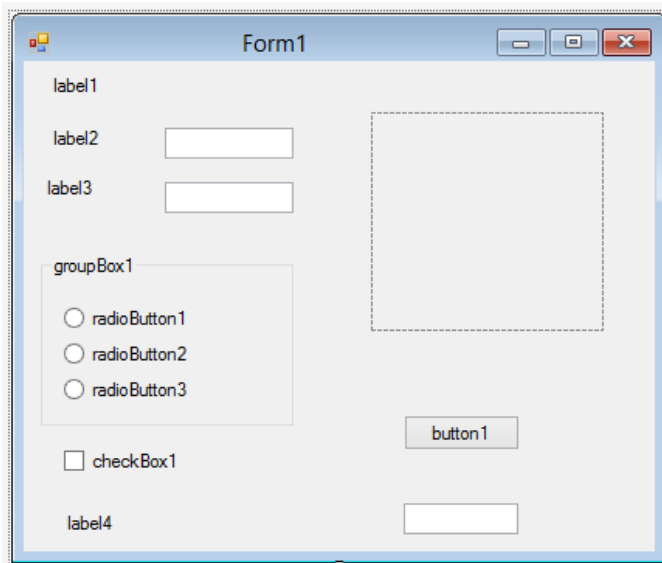 Form1
label1
label2
label3
groupBox1
radioButton1
radioButton2
radioButton3
button1
checkBox1
label4